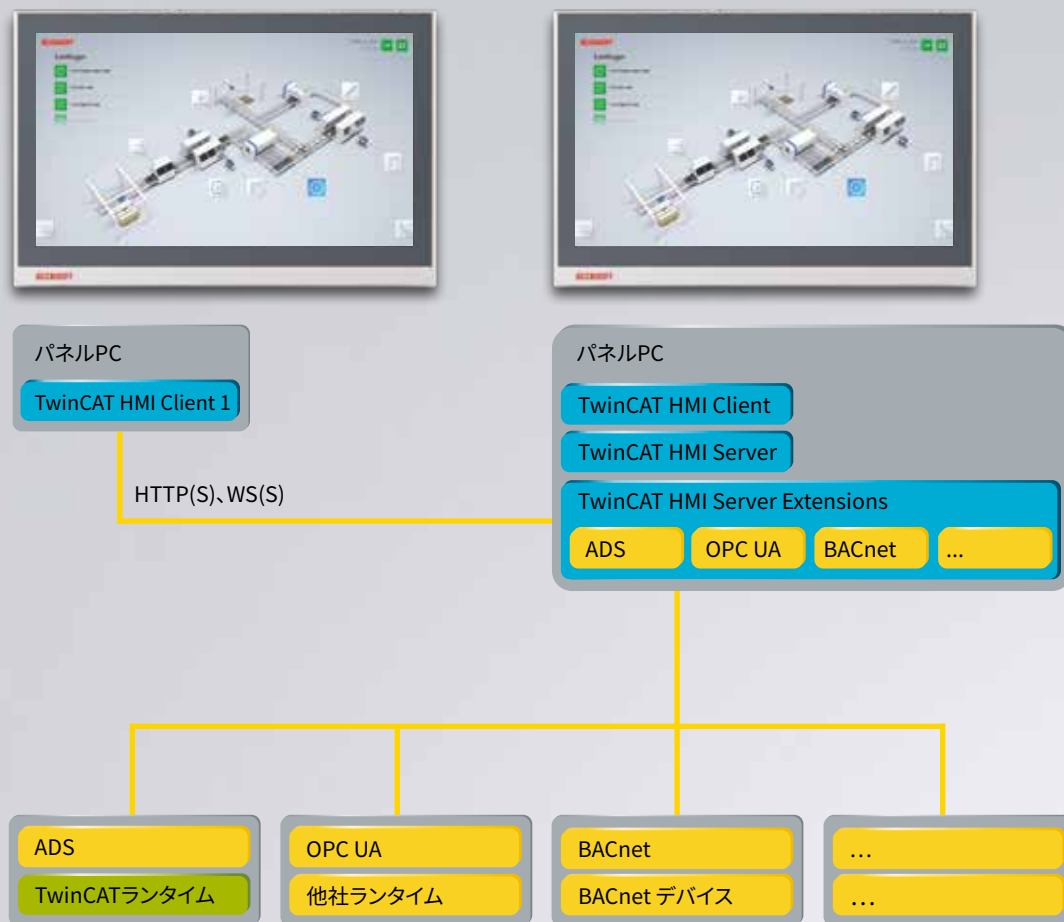 パネルPC
TwinCAT HMI Client 1
HTTP(S)、WS(S)
パネルPC
TwinCAT HMI Client
TwinCAT HMI Server
TwinCAT HMI Server Extensions
ADS
OPC UA
BACnet
...
ADS
TwinCATランタイム
OPC UA
他社ランタイム
BACnet
BACnet デバイス
...
...